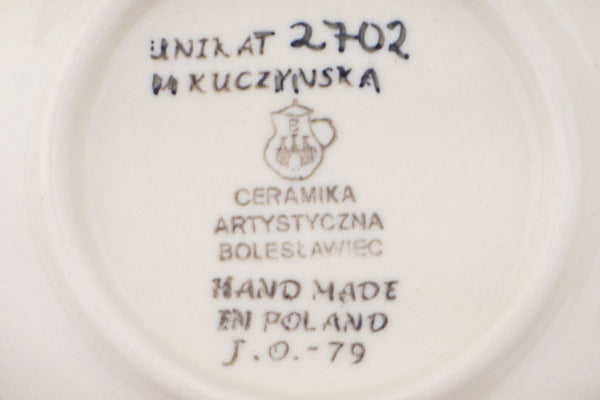 UNIKAT 2702
M KUCZYNSKA
CERAMIKA
ARTYSTYCZNA
BOLESŁAWIEC
HAND MADE
IN POLAND
J.O.-79